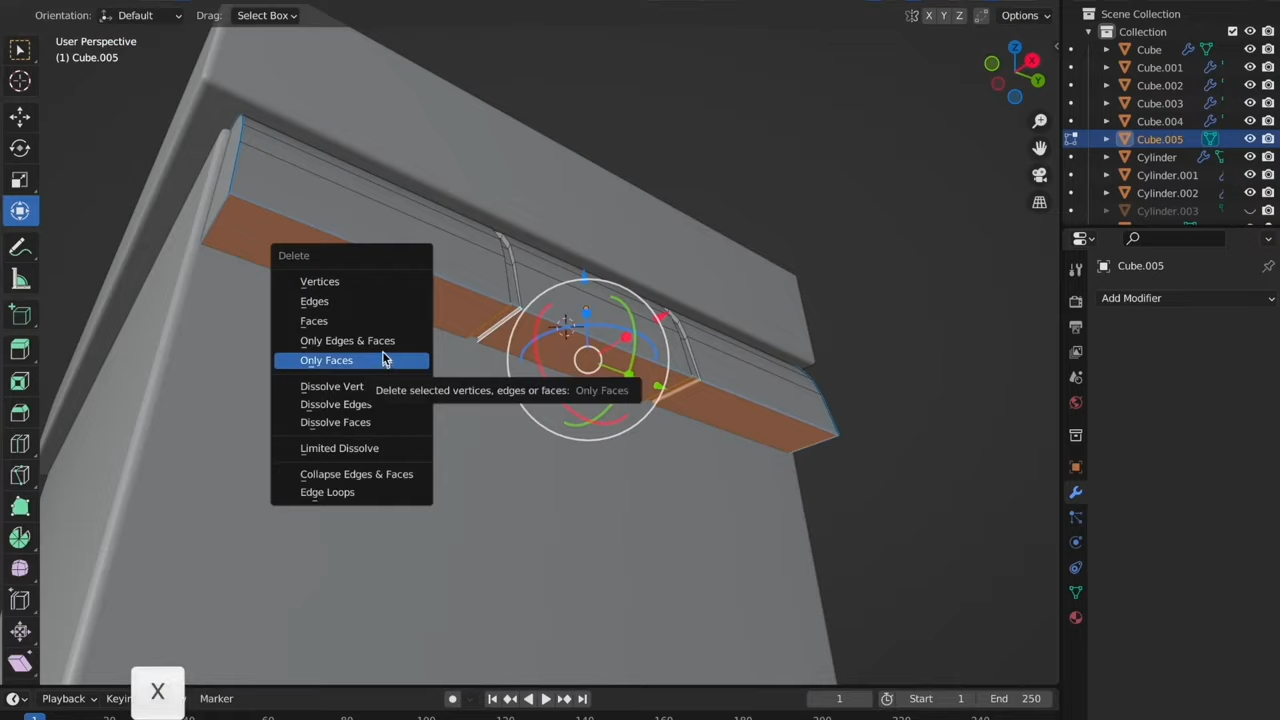 Orientation: Default Drag: Select Box X Y Z Options
User Perspective
(1) Cube.005
Z
X
Y
Scene Collection
Collection
Cube
Cube.001
Cube.002
Cube.003
Cube.004
Cube.005
Cylinder
Cylinder.001
Cylinder.002
Cylinder.003
Cube.005
Add Modifier
Delete
Vertices
Edges
Faces
Only Edges & Faces
Only Faces
Dissolve Vert
Delete selected vertices, edges or faces: Only Faces
Dissolve Edges
Dissolve Faces
Limited Dissolve
Collapse Edges & Faces
Edge Loops
X
Playback Keyin Marker 1 Start 1 End 250